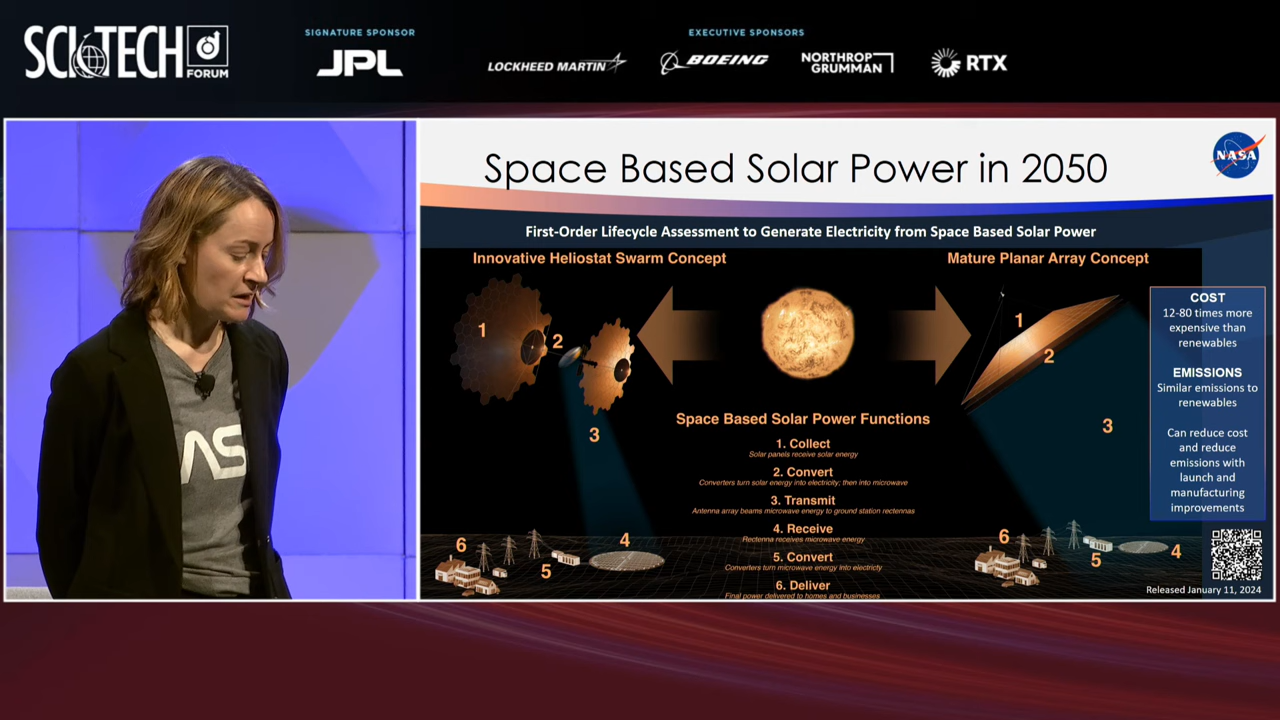 SCITECH
FORUM
SIGNATURE SPONSOR
JPL
EXECUTIVE SPONSORS
LOCKHEED MARTIN
BOEING
NORTHROP
GRUMMAN
RTX
AS
Space Based Solar Power in 2050
NASA
First-Order Lifecycle Assessment to Generate Electricity from Space Based Solar Power
Innovative Heliostat Swarm Concept
Mature Planar Array Concept
1
2
3
1
2
3
Space Based Solar Power Functions
1. Collect
Solar panels receive solar energy
2. Convert
Converters turn solar energy into electricity; then into microwave
3. Transmit
Antenna array beams microwave energy to ground station rectennas
4. Receive
Rectenna receives microwave energy
5. Convert
Converters turn microwave energy into electricty
6. Deliver
Final power delivered to homes and businesses
6
5
4
6
5
4
COST
12-80 times more
expensive than
renewables
EMISSIONS
Similar emissions to
renewables
Can reduce cost
and reduce
emissions with
launch and
manufacturing
improvements
Released January 11, 2024